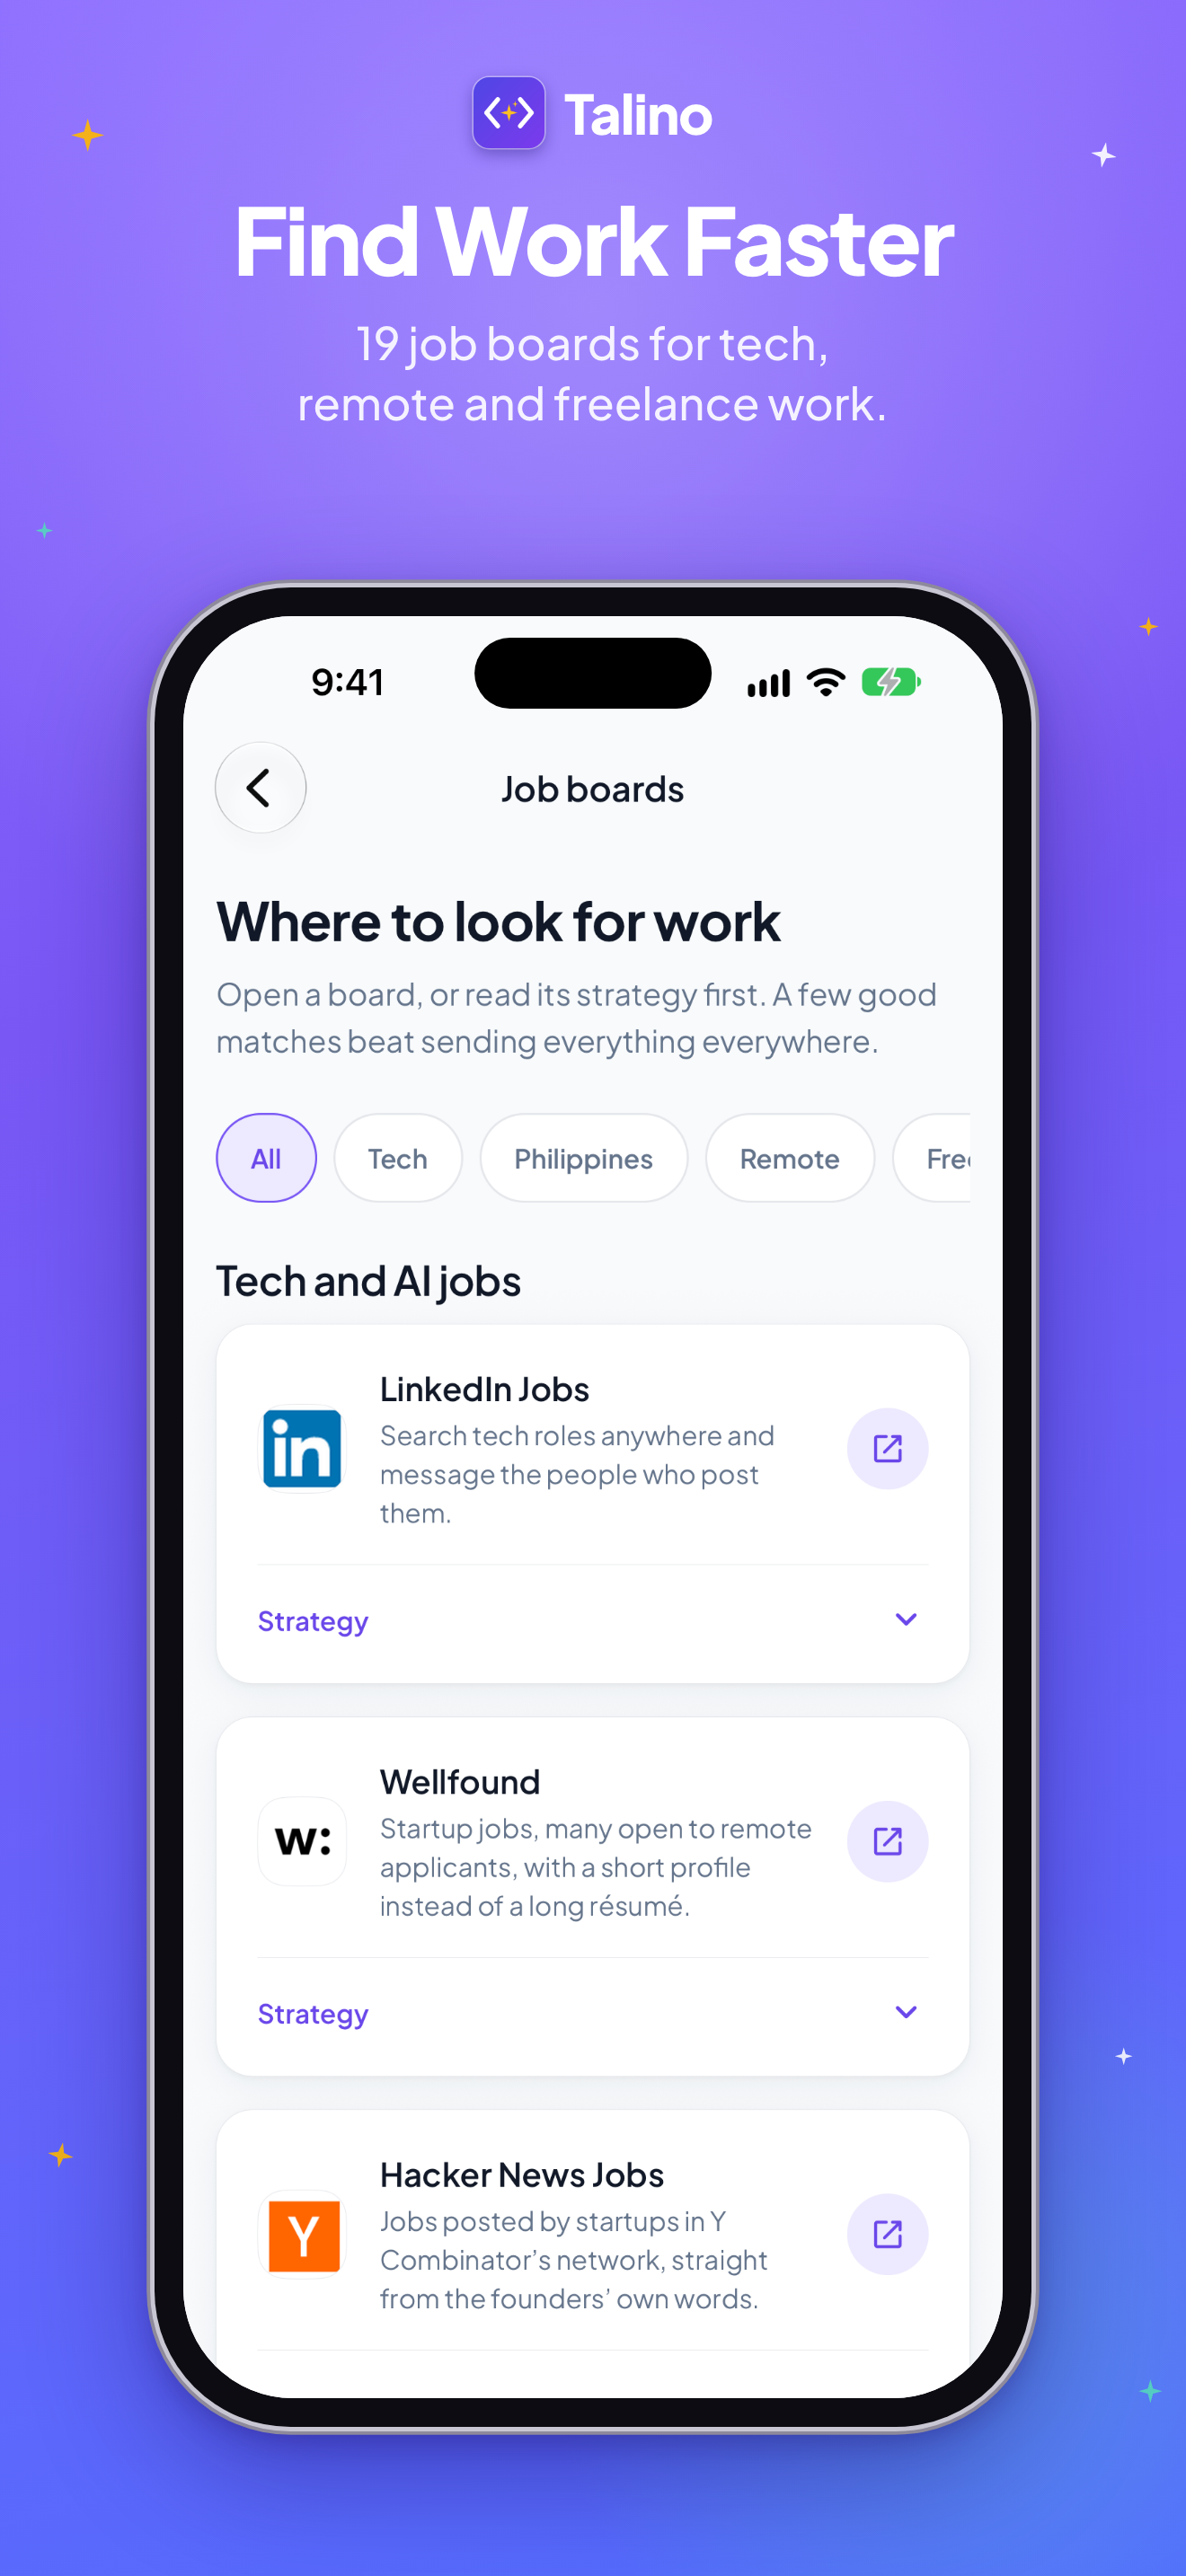 Talino
Find Work Faster
19 job boards for tech,
remote and freelance work.
9:41
Job boards
Where to look for work
Open a board, or read its strategy first. A few good
matches beat sending everything everywhere.
All
Tech
Philippines
Remote
Tech and AI jobs
in
LinkedIn Jobs
Search tech roles anywhere and
message the people who post
them.
Strategy
w:
Wellfound
Startup jobs, many open to remote
applicants, with a short profile
instead of a long résumé.
Strategy
Y
Hacker News Jobs
Jobs posted by startups in Y
Combinator’s network, straight
from the founders’ own words.